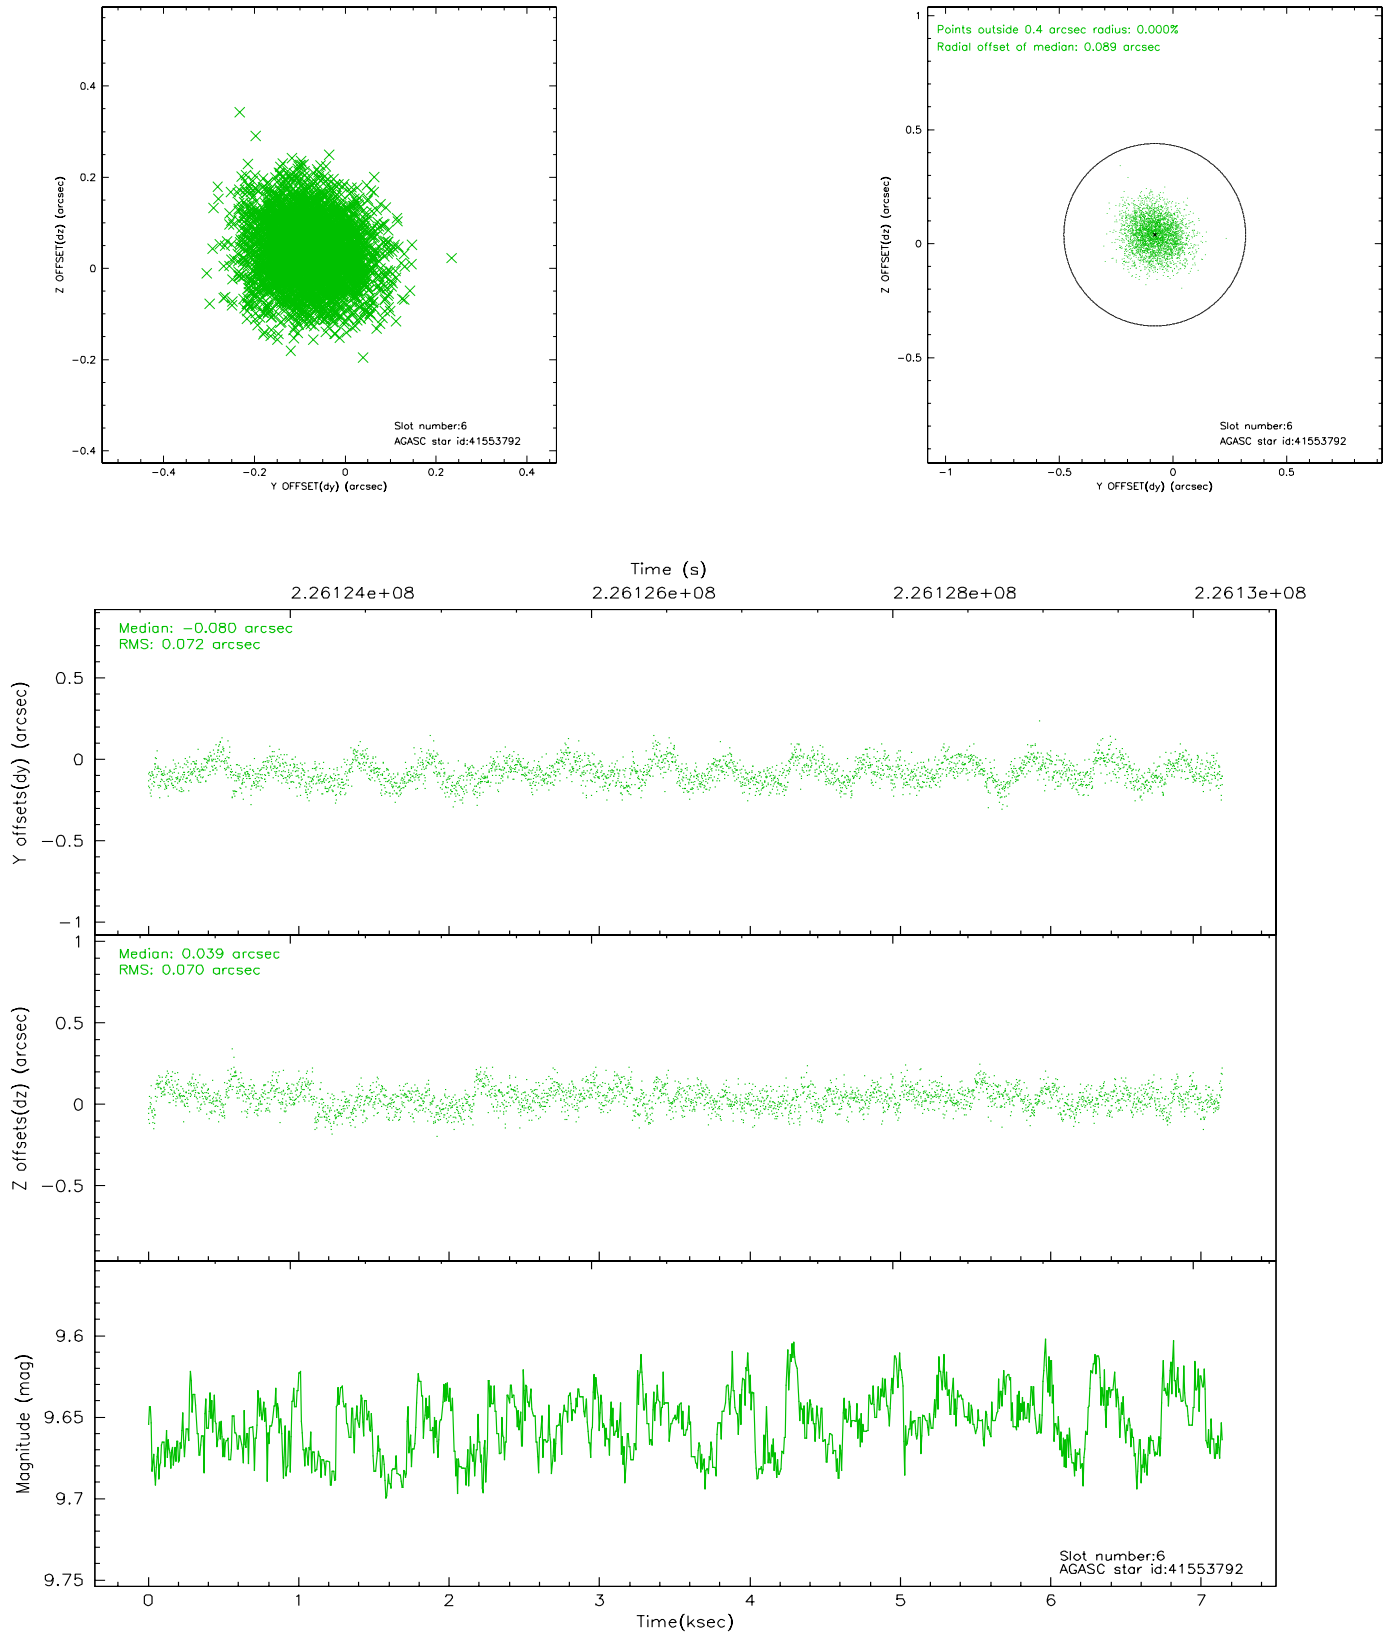 0.4
0.2
0
−0.2
−0.4
Z OFFSET(dz) (arcsec)
−0.4 −0.2 0 0.2 0.4
Y OFFSET(dy) (arcsec)
Slot number:6
AGASC star id:41553792
Points outside 0.4 arcsec radius: 0.000%
Radial offset of median: 0.089 arcsec
1
0.5
0
−0.5
Z OFFSET(dz) (arcsec)
−1 −0.5 0 0.5
Y OFFSET(dy) (arcsec)
Slot number:6
AGASC star id:41553792
Time (s)
2.26124e+08 2.26126e+08 2.26128e+08 2.2613e+08
Median: −0.080 arcsec
RMS: 0.072 arcsec
0.5
0
−0.5
−1
Y offsets(dy) (arcsec)
Median: 0.039 arcsec
RMS: 0.070 arcsec
1
0.5
0
−0.5
Z offsets(dz) (arcsec)
9.6
9.65
9.7
9.75
Magnitude (mag)
Slot number:6
AGASC star id:41553792
0 1 2 3 4 5 6 7
Time(ksec)